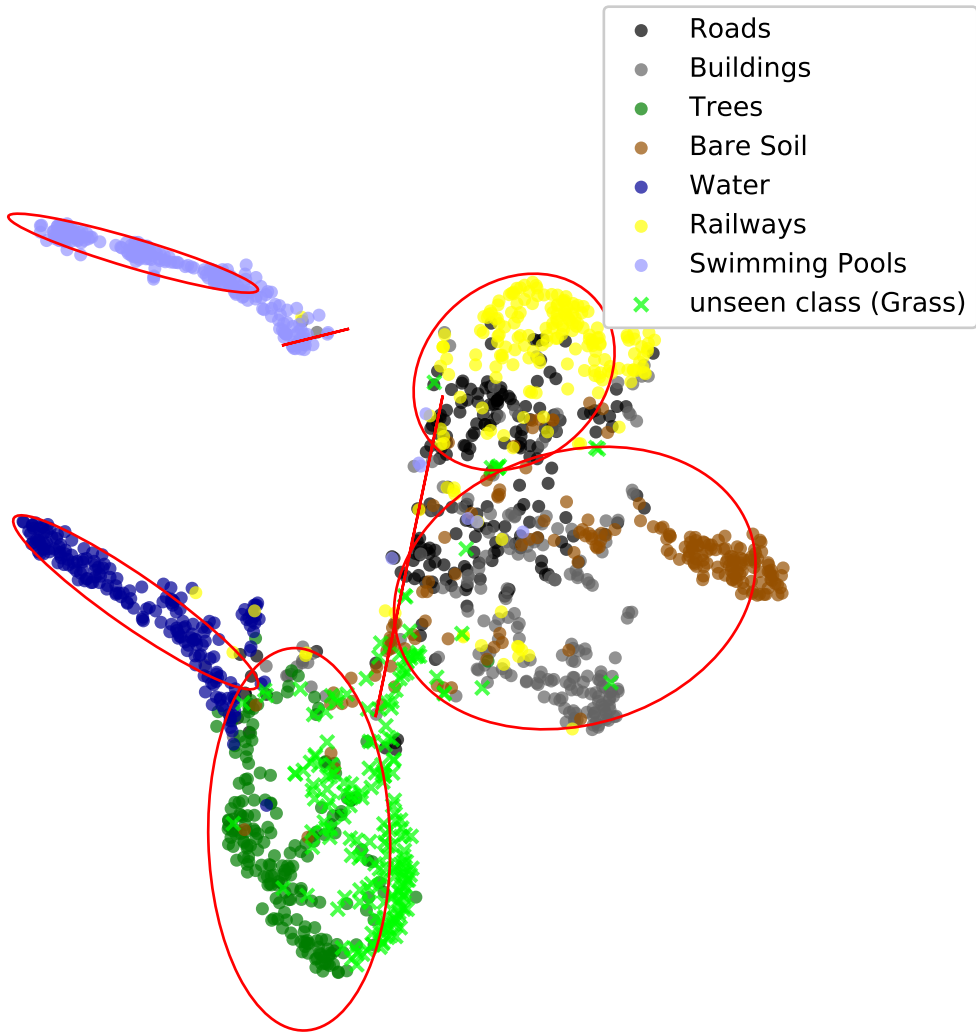 Roads
Buildings
Trees
Bare Soil
Water
Railways
Swimming Pools
unseen class (Grass)